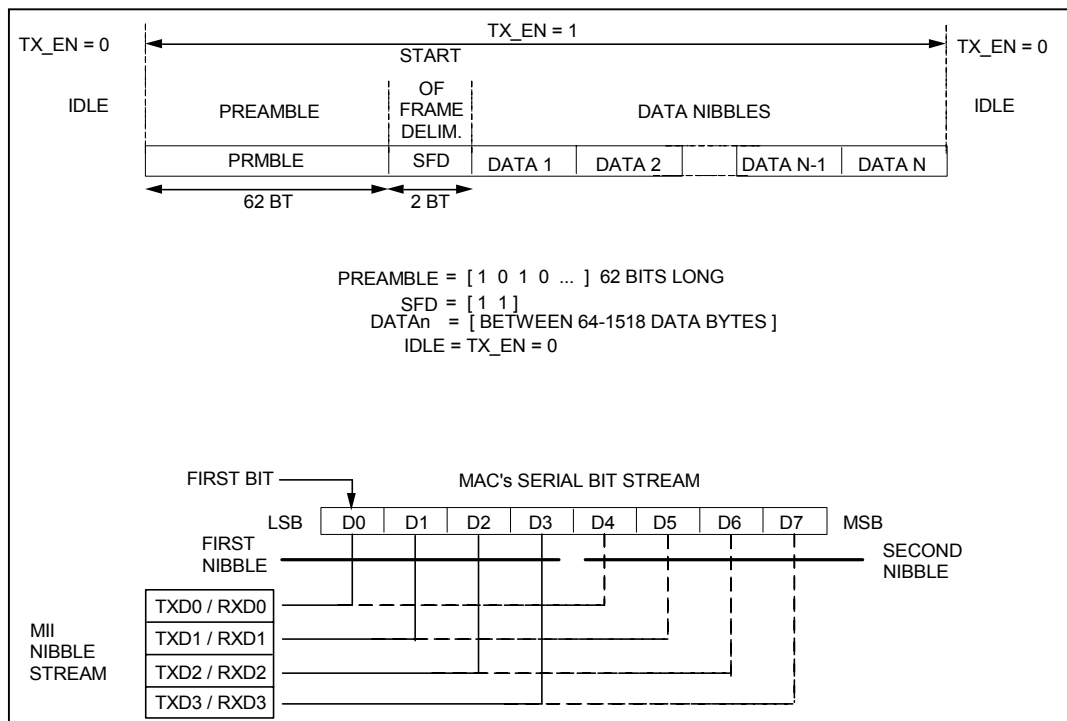 TX_EN = 0
TX_EN = 1
TX_EN = 0
IDLE
PREAMBLE
START
OF
FRAME
DELIM.
DATA NIBBLES
IDLE
PRMBLE SFD DATA 1 DATA 2 DATA N-1 DATA N
62 BT 2 BT
PREAMBLE = [ 1 0 1 0 ... ] 62 BITS LONG
SFD = [ 1 1 ]
DATAn = [ BETWEEN 64-1518 DATA BYTES ]
IDLE = TX_EN = 0
FIRST BIT
MAC's SERIAL BIT STREAM
LSB D0 D1 D2 D3 D4 D5 D6 D7 MSB
FIRST
NIBBLE
SECOND
NIBBLE
MII
NIBBLE
STREAM
TXD0 / RXD0
TXD1 / RXD1
TXD2 / RXD2
TXD3 / RXD3